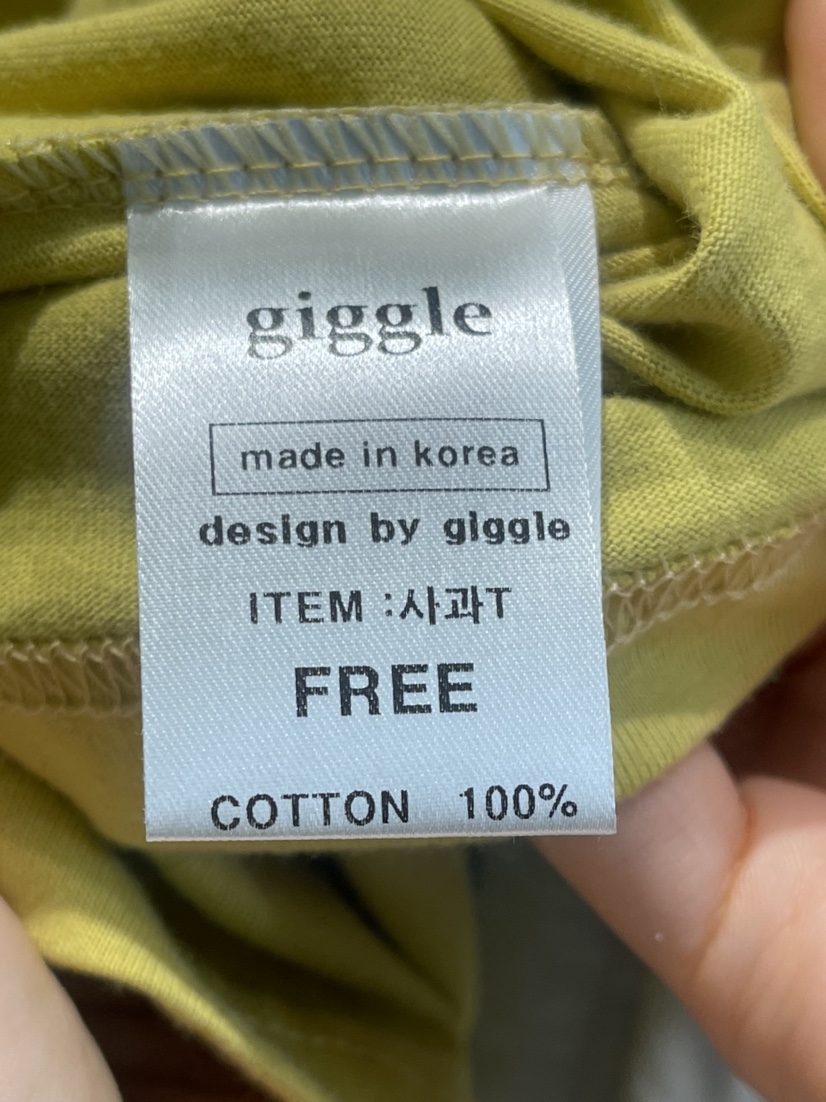 giggle
made in korea
design by giggle
ITEM :사과T
FREE
COTTON 100%